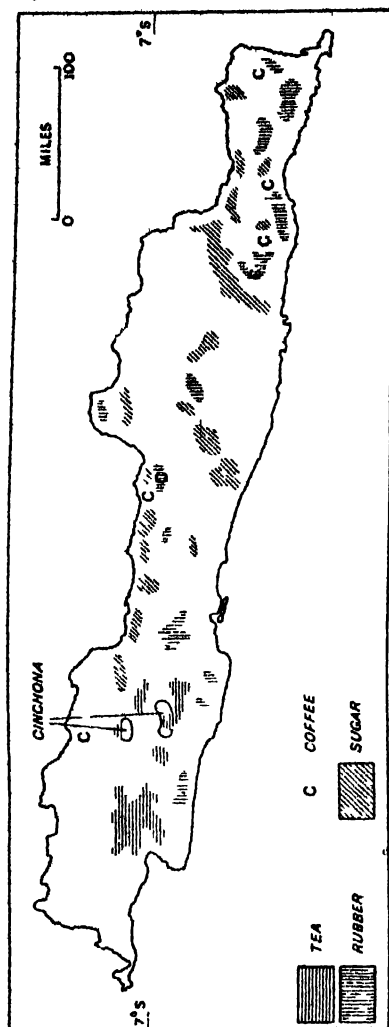 MILES
0 100
7°S
CINCHONA
C
C
C
C
C
7°S
TEA
C COFFEE
RUBBER
SUGAR